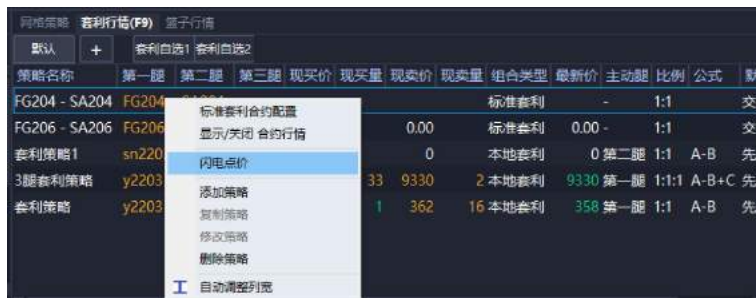 网格策略 套利行情(F9) 篮子行情
默认 + 套利自选1 套利自选2
策略名称 第一腿 第二腿 第三腿 现买价 现买量 现卖价 现卖量 组合类型 最新价 主动腿 比例 公式
FG204 - SA204 FG204 标准套利 - 1:1 交
FG206 - SA206 FG206 0.00 标准套利 0.00 - 1:1 交
套利策略1 sn220 0 本地套利 0 第二腿 1:1 A-B 先
3腿套利策略 y2203 33 9330 2 本地套利 9330 第一腿 1:1:1 A-B+C 先
套利策略 y2203 1 362 16 本地套利 358 第一腿 1:1 A-B 先
标准套利合约配置
显示/关闭 合约行情
闪电点价
添加策略
复制策略
修改策略
删除策略
自动调整列宽